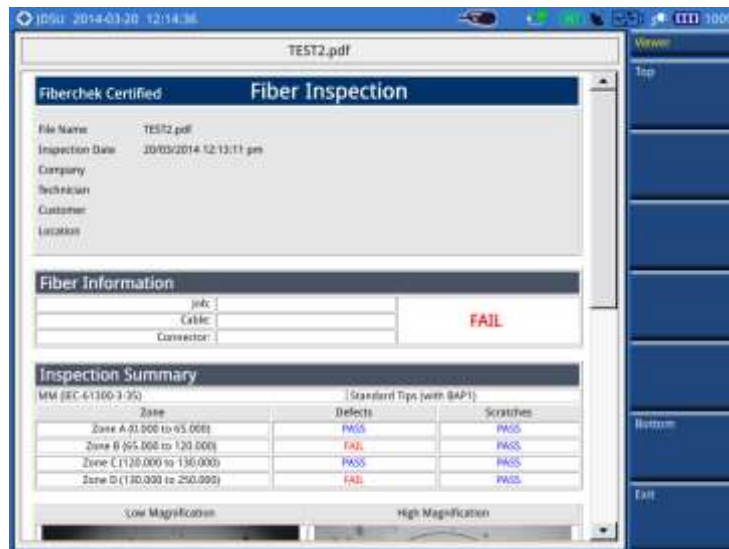 JDSU 2014-03-20 12:14:36
100%
TEST2.pdf
Viewer
Top
Fiberchek Certified Fiber Inspection
File Name TEST2.pdf
Inspection Date 20/03/2014 12:13:11 pm
Company
Technician
Customer
Location
Fiber Information
Job:
Cable:
Connector:
FAIL
Inspection Summary
MM (IEC-61300-3-35) Standard Tips (with BAP1)
Zone Defects Scratches
Zone A (0.000 to 65.000) PASS PASS
Zone B (65.000 to 120.000) FAIL PASS
Zone C (120.000 to 130.000) PASS PASS
Zone D (130.000 to 250.000) FAIL PASS
Low Magnification High Magnification
Bottom
Exit